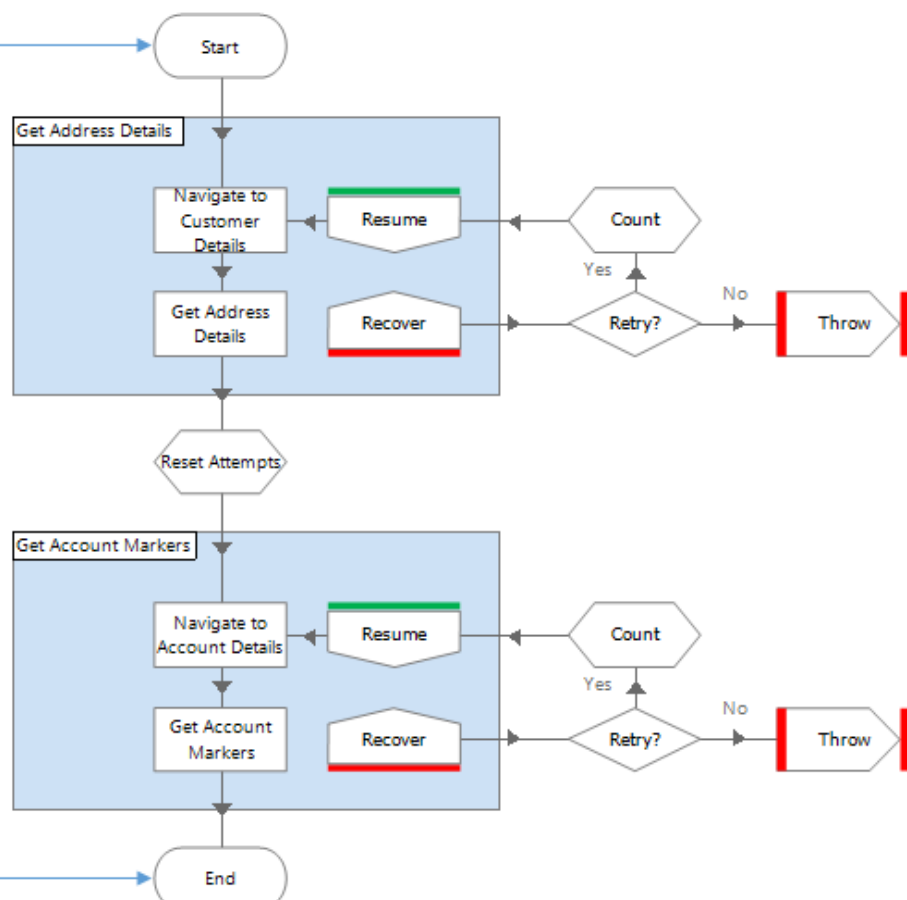 Start
Get Address Details
Navigate to
Customer
Details
Resume
Count
Yes
No
Get Address
Details
Recover
Retry?
Throw
Reset Attempts
Get Account Markers
Navigate to
Account Details
Resume
Count
Yes
No
Get Account
Markers
Recover
Retry?
Throw
End